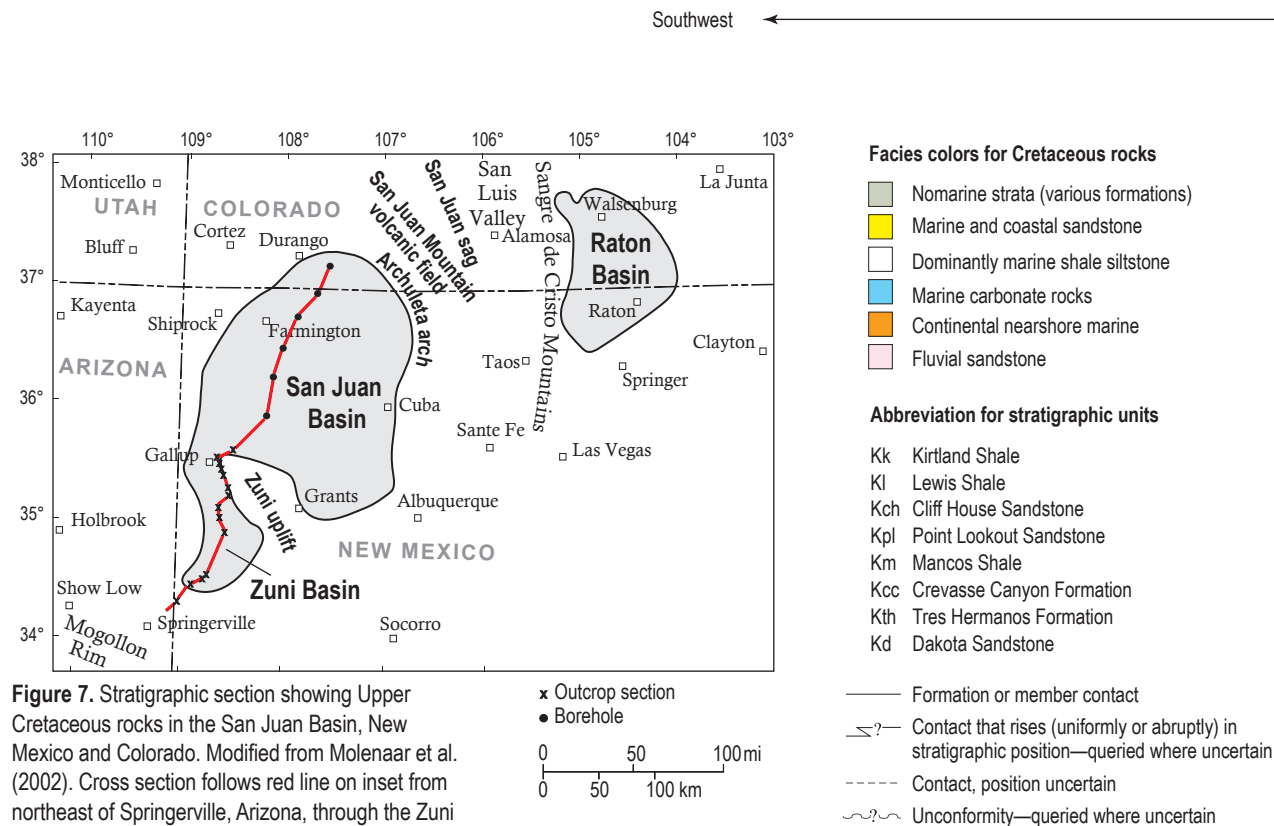 Southwest
110° 109° 108° 107° 106° 105° 104° 103°
38°
37°
36°
35°
34°
Monticello
UTAH
Bluff
COLORADO
Cortez
Durango
San Juan Mountain
volcanic field
San Juan sag
Archuleta arch
San
Luis
Valley
Alamosa
Sangre de Cristo Mountains
Walsenburg
Raton
Basin
La Junta
Kayenta
Shiprock
Farmington
Raton
Clayton
ARIZONA
San Juan
Basin
Taos
Springer
Cuba
Sante Fe
Las Vegas
Gallup
Zuni uplift
Grants
Albuquerque
Holbrook
NEW MEXICO
Zuni Basin
Show Low
Springerville
Socorro
Mogollon
Rim
Figure 7. Stratigraphic section showing Upper
Cretaceous rocks in the San Juan Basin, New
Mexico and Colorado. Modified from Molenaar et al.
(2002). Cross section follows red line on inset from
northeast of Springerville, Arizona, through the Zuni
x Outcrop section
● Borehole
0 50 100 mi
0 50 100 km
Facies colors for Cretaceous rocks
Nomarine strata (various formations)
Marine and coastal sandstone
Dominantly marine shale siltstone
Marine carbonate rocks
Continental nearshore marine
Fluvial sandstone
Abbreviation for stratigraphic units
Kk Kirtland Shale
Kl Lewis Shale
Kch Cliff House Sandstone
Kpl Point Lookout Sandstone
Km Mancos Shale
Kcc Crevasse Canyon Formation
Kth Tres Hermanos Formation
Kd Dakota Sandstone
Formation or member contact
? Contact that rises (uniformly or abruptly) in
stratigraphic position—queried where uncertain
Contact, position uncertain
? Unconformity—queried where uncertain